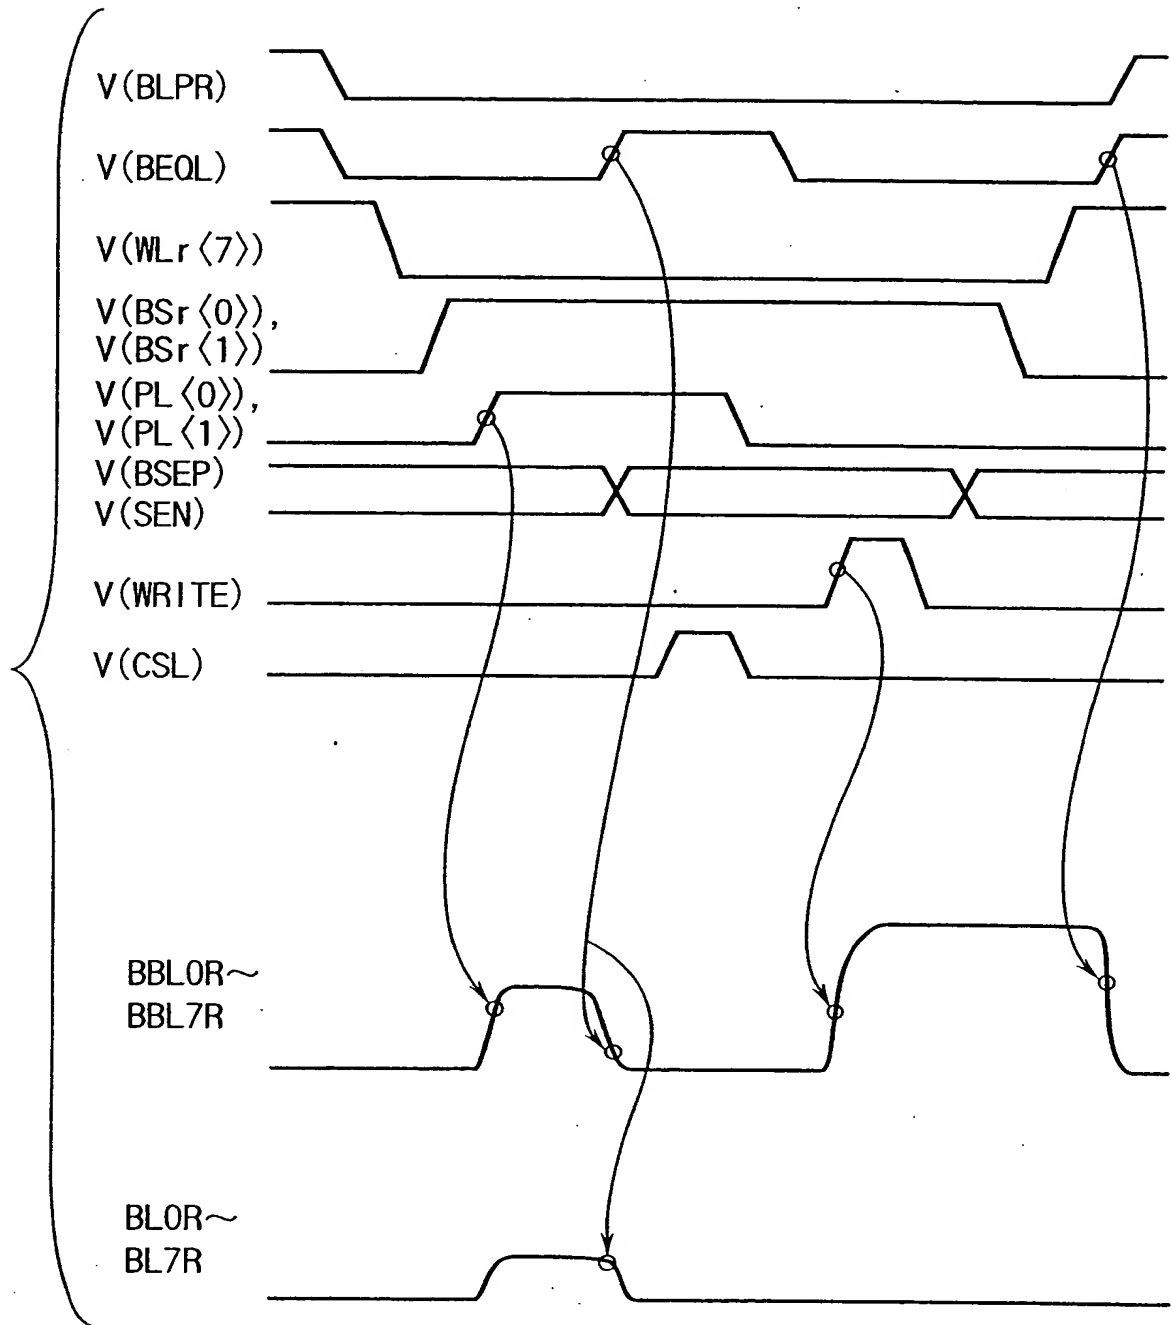 V(BLPR)
V(BEQL)
V(WLr〈7〉)
V(BSr〈0〉),
V(BSr〈1〉)
V(PL〈0〉),
V(PL〈1〉)
V(BSEP)
V(SEN)
V(WRITE)
V(CSL)
BBL0R～
BBL7R
BL0R～
BL7R